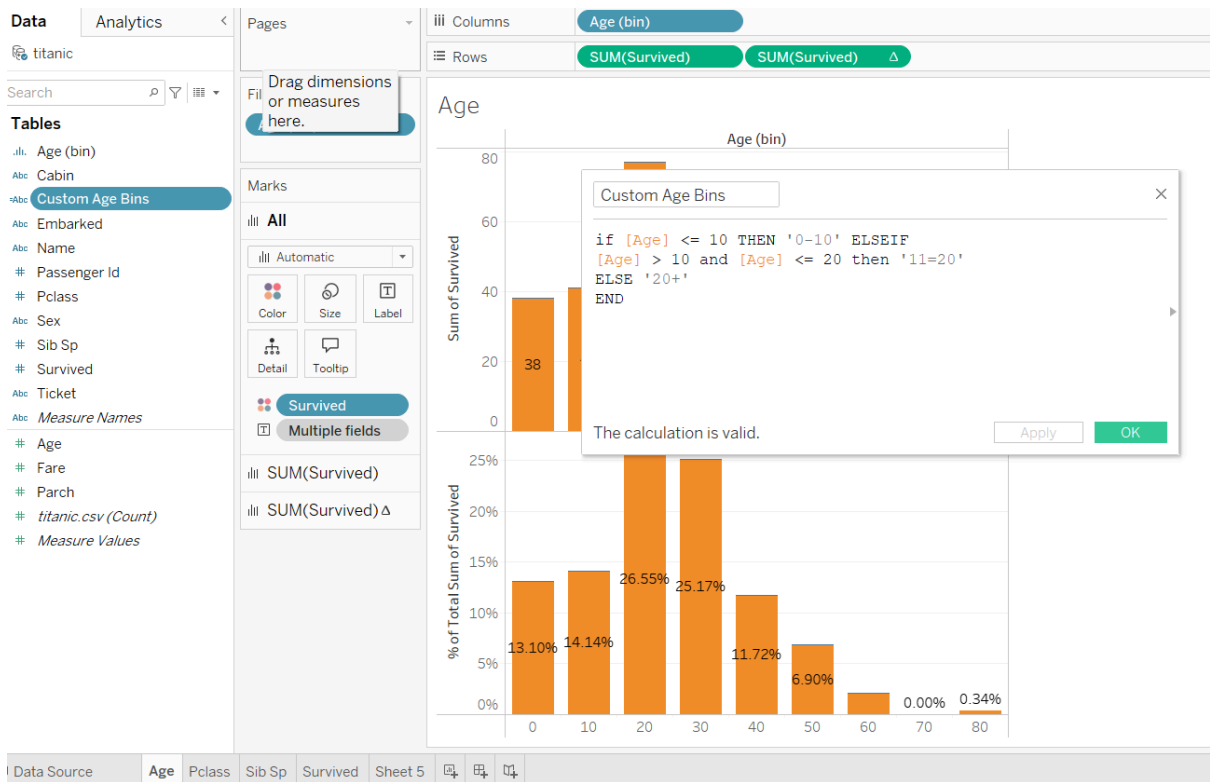 Data
Analytics
Pages
Columns
Age (bin)
titanic
Rows
SUM(Survived)
SUM(Survived)
Search
Drag dimensions
or measures
here.
Fil
Tables
Age (bin)
Cabin
Custom Age Bins
Embarked
Name
Passenger Id
Pclass
Sex
Sib Sp
Survived
Ticket
Measure Names
Age
Fare
Parch
titanic.csv (Count)
Measure Values
Marks
All
Automatic
Color
Size
Label
Detail
Tooltip
Survived
Multiple fields
SUM(Survived)
SUM(Survived) Δ
Age
Age (bin)
80
60
40
20
0
Sum of Survived
38
Custom Age Bins
if [Age] <= 10 THEN '0-10' ELSEIF
[Age] > 10 and [Age] <= 20 then '11=20'
ELSE '20+'
END
The calculation is valid.
Apply
OK
25%
20%
15%
10%
5%
0%
% of Total Sum of Survived
13.10%
14.14%
26.55%
25.17%
11.72%
6.90%
0.00%
0.34%
0
10
20
30
40
50
60
70
80
Data Source
Age
Pclass
Sib Sp
Survived
Sheet 5